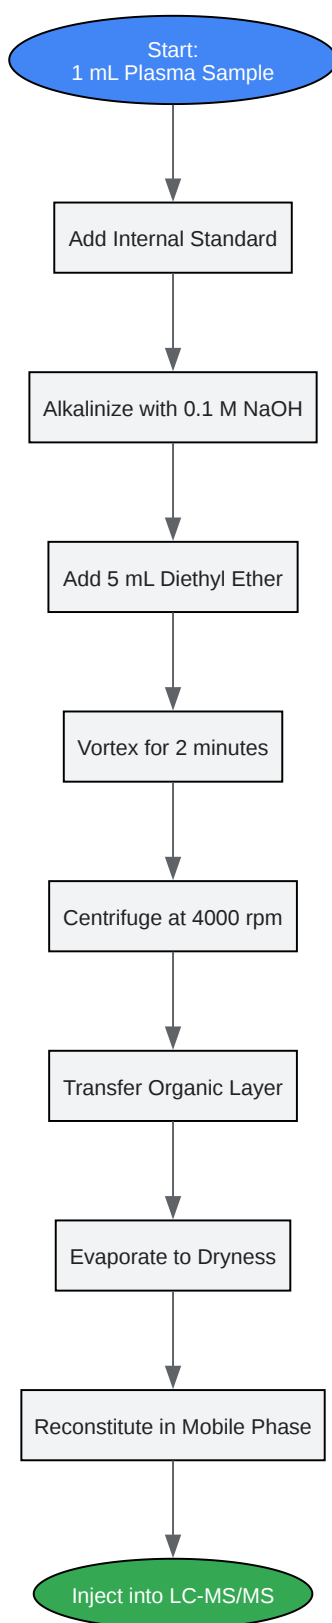 Start:
1 mL Plasma Sample
Add Internal Standard
Alkalinize with 0.1 M NaOH
Add 5 mL Diethyl Ether
Vortex for 2 minutes
Centrifuge at 4000 rpm
Transfer Organic Layer
Evaporate to Dryness
Reconstitute in Mobile Phase
Inject into LC-MS/MS